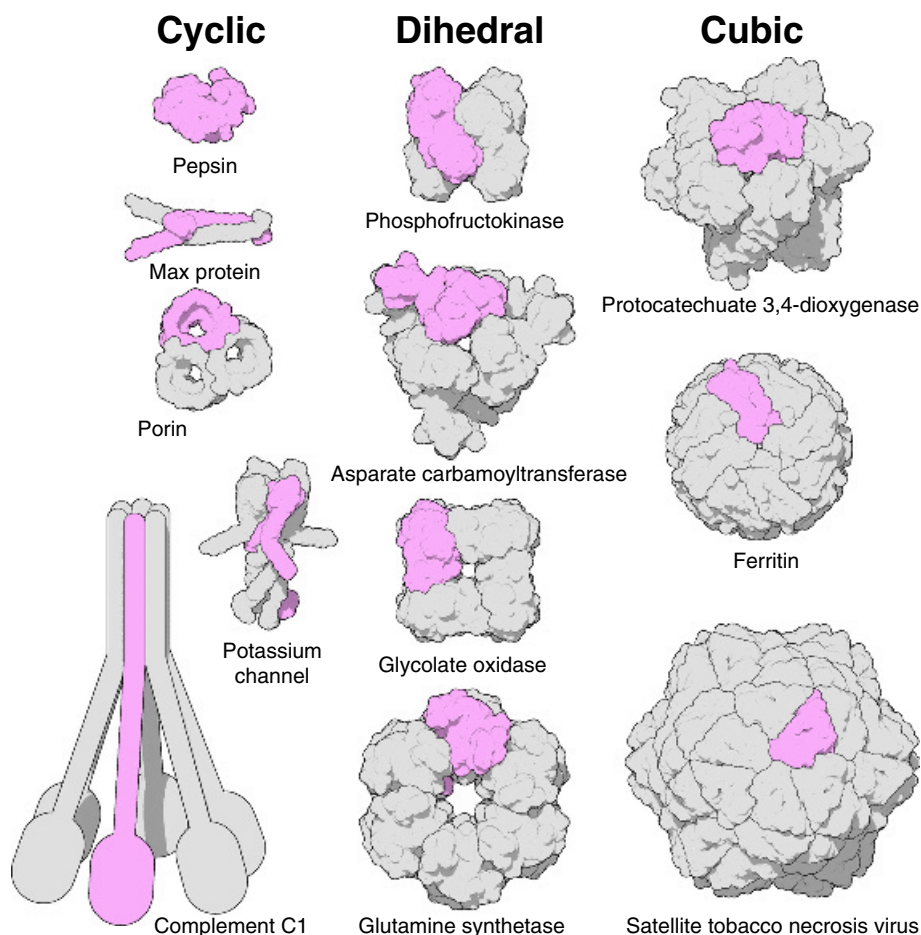 Cyclic
Dihedral
Cubic
Pepsin
Max protein
Porin
Potassium
channel
Complement C1
Phosphofructokinase
Asparate carbamoyltransferase
Glycolate oxidase
Glutamine synthetase
Protocatechuate 3,4-dioxygenase
Ferritin
Satellite tobacco necrosis virus